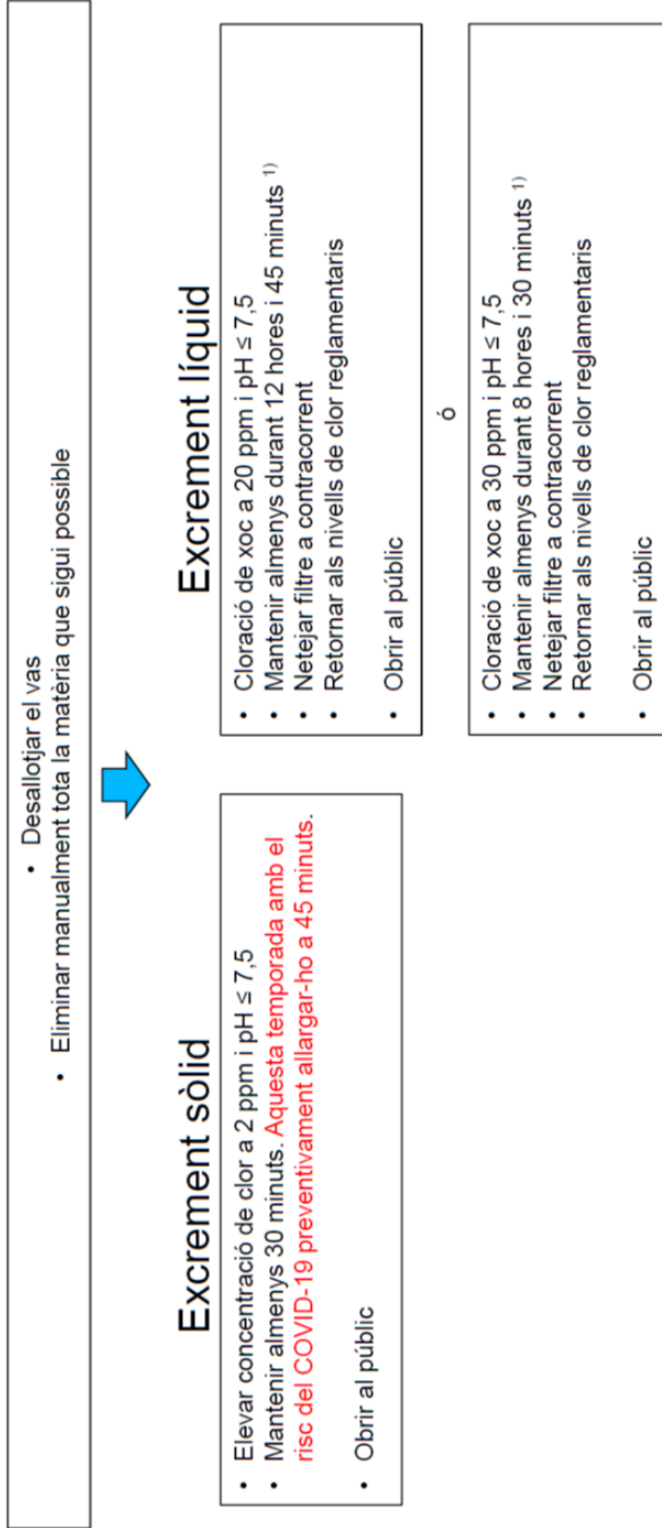 • Desallotjar el vas
• Eliminar manualment tota la matèria que sigui possible
Excrement sòlid
• Elevar concentració de clor a 2 ppm i pH ≤ 7,5
• Mantenir almenys 30 minuts. Aquesta temporada amb el
risc del COVID-19 preventivament allargar-ho a 45 minuts.
• Obrir al públic
Excrement líquid
• Cloració de xoc a 20 ppm i pH ≤ 7,5
• Mantenir almenys durant 12 hores i 45 minuts ¹⁾
• Netejar filtre a contracorrent
• Retornar als nivells de clor reglamentaris
• Obrir al públic
ó
• Cloració de xoc a 30 ppm i pH ≤ 7,5
• Mantenir almenys durant 8 hores i 30 minuts ¹⁾
• Netejar filtre a contracorrent
• Retornar als nivells de clor reglamentaris
• Obrir al públic